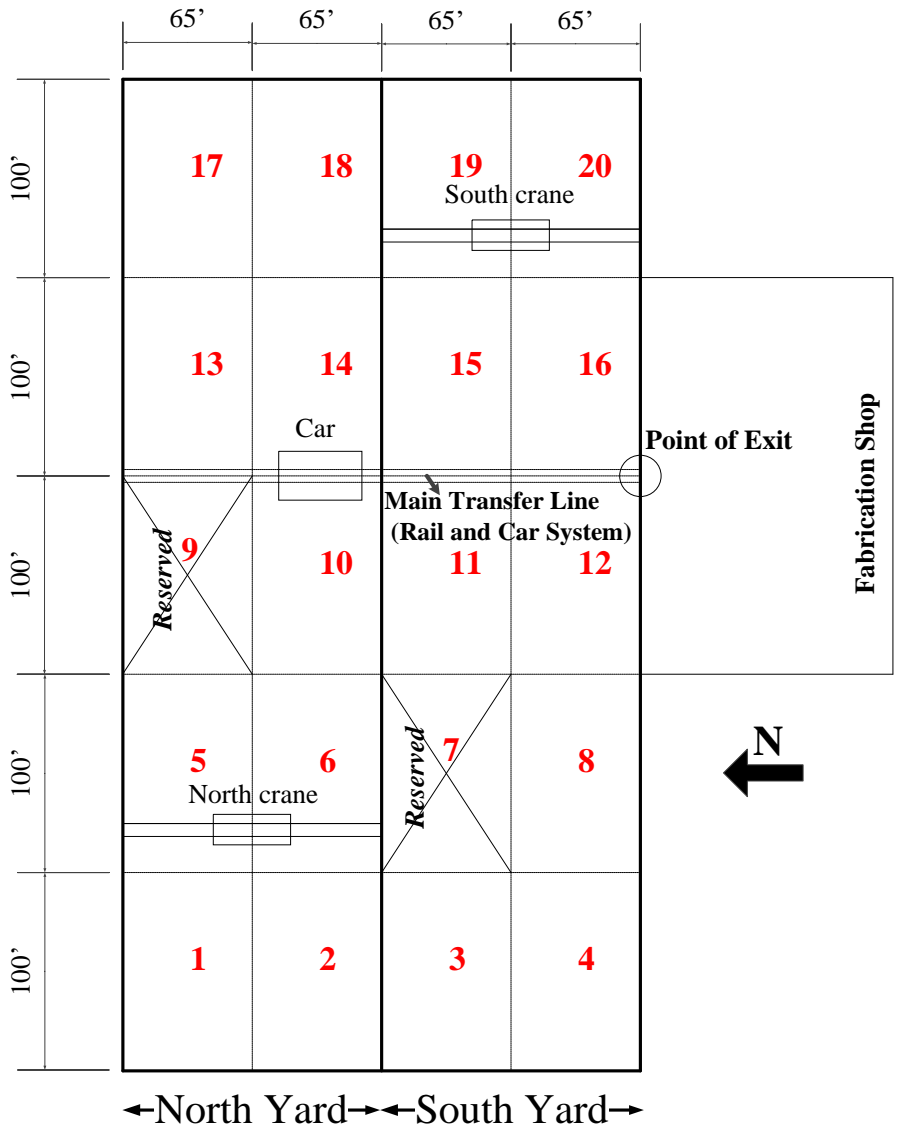 65’ 65’ 65’ 65’
100’
17 18 19 20
South crane
100’
13 14 15 16
Car
Point of Exit
Main Transfer Line
(Rail and Car System)
Fabrication Shop
100’
Reserved
9 10 11 12
100’
Reserved
5 6 7 8
N
North crane
100’
1 2 3 4
North Yard South Yard